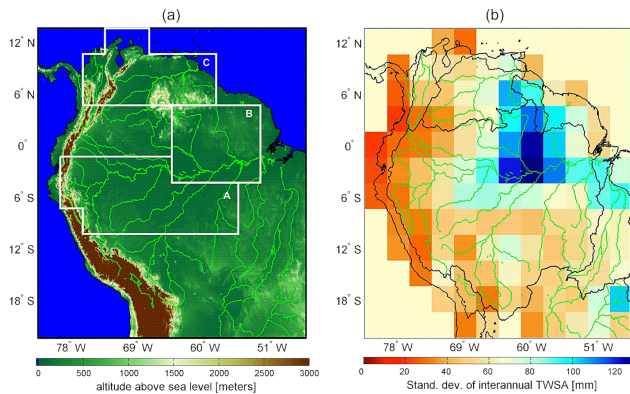 (a)
(b)
12° N
6° N
0°
6° S
12° S
18° S
C
B
A
78° W
69° W
60° W
51° W
0
500
1000
1500
2000
2500
3000
altitude above sea level [meters]
12° N
6° N
0°
6° S
12° S
18° S
78° W
69° W
60° W
51° W
0
20
40
60
80
100
120
Stand. dev. of interannual TWSA [mm]